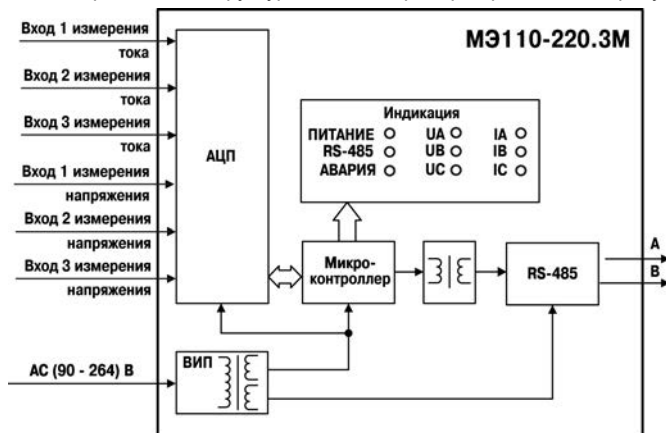 МЭ110-220.3М
Вход 1 измерения
тока
Вход 2 измерения
тока
Вход 3 измерения
тока
Вход 1 измерения
напряжения
Вход 2 измерения
напряжения
Вход 3 измерения
напряжения
АС (90 - 264) В
АЦП
Индикация
ПИТАНИЕ UA IA
RS-485 UB IB
АВАРИЯ UC IC
Микро-
контроллер
RS-485
A
B
ВИП